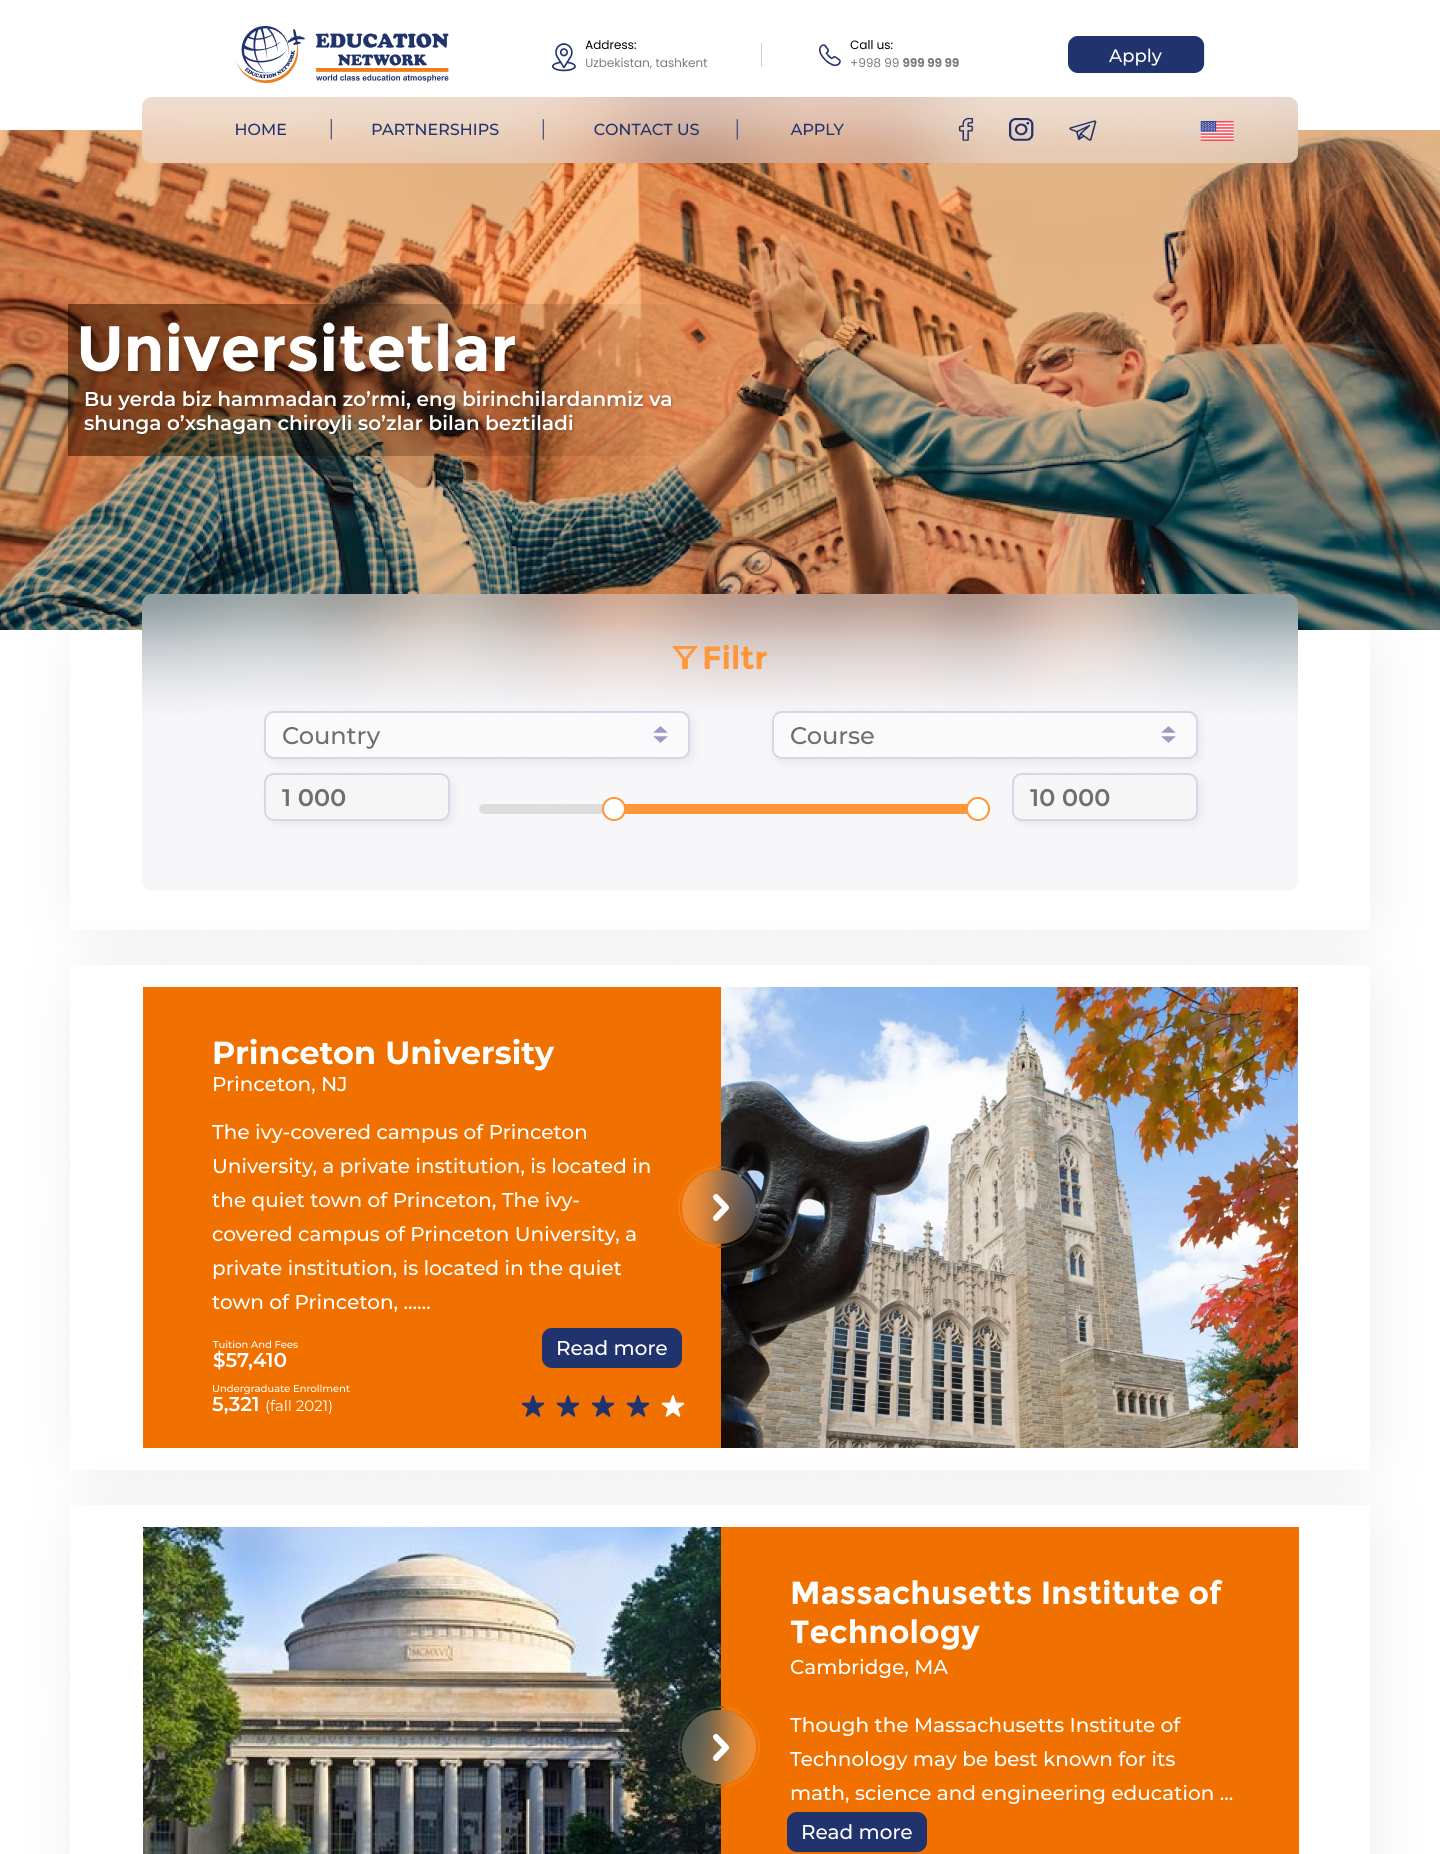 EDUCATION
NETWORK
world class education atmosphere
EDUCATION NETWORK
Address:
Uzbekistan, tashkent
Call us:
+998 99 999 99 99
Apply
HOME
PARTNERSHIPS
CONTACT US
APPLY
Universitetlar
Bu yerda biz hammadan zo’rmi, eng birinchilardanmiz va
shunga o’xshagan chiroyli so’zlar bilan beztiladi
Filtr
Country
Course
1 000
10 000
Princeton University
Princeton, NJ
The ivy-covered campus of Princeton
University, a private institution, is located in
the quiet town of Princeton, The ivy-
covered campus of Princeton University, a
private institution, is located in the quiet
town of Princeton, ......
Tuition And Fees
$57,410
Undergraduate Enrollment
5,321 (fall 2021)
Read more
MCMXVI
Massachusetts Institute of
Technology
Cambridge, MA
Though the Massachusetts Institute of
Technology may be best known for its
math, science and engineering education ...
Read more